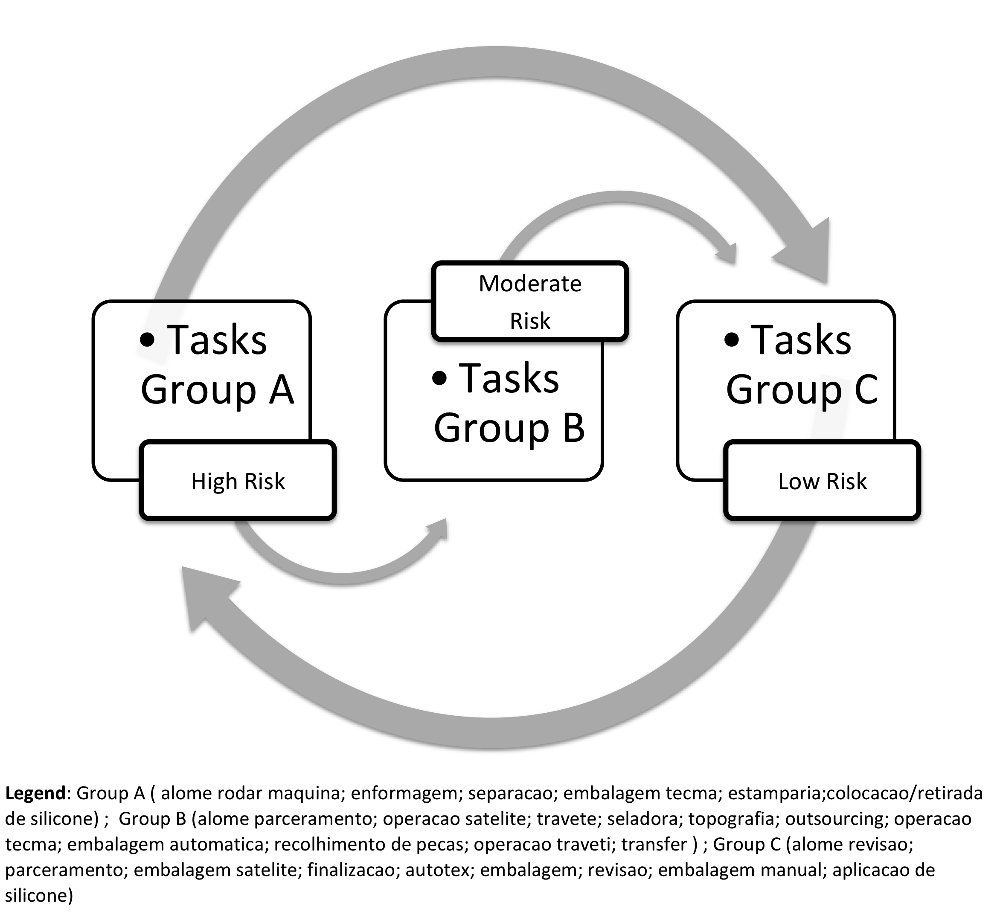 Moderate
Risk
• Tasks
Group A
• Tasks
Group B
• Tasks
Group C
High Risk
Low Risk
Legend: Group A ( alome rodar maquina; enformagem; separacao; embalagem tecma; estamparia;colocacao/retirada
de silicone) ;  Group B (alome parceramento; operacao satelite; travete; seladora; topografia; outsourcing; operacao
tecma; embalagem automatica; recolhimento de pecas; operacao traveti; transfer ) ; Group C (alome revisao;
parceramento; embalagem satelite; finalizacao; autotex; embalagem; revisao; embalagem manual; aplicacao de
silicone)